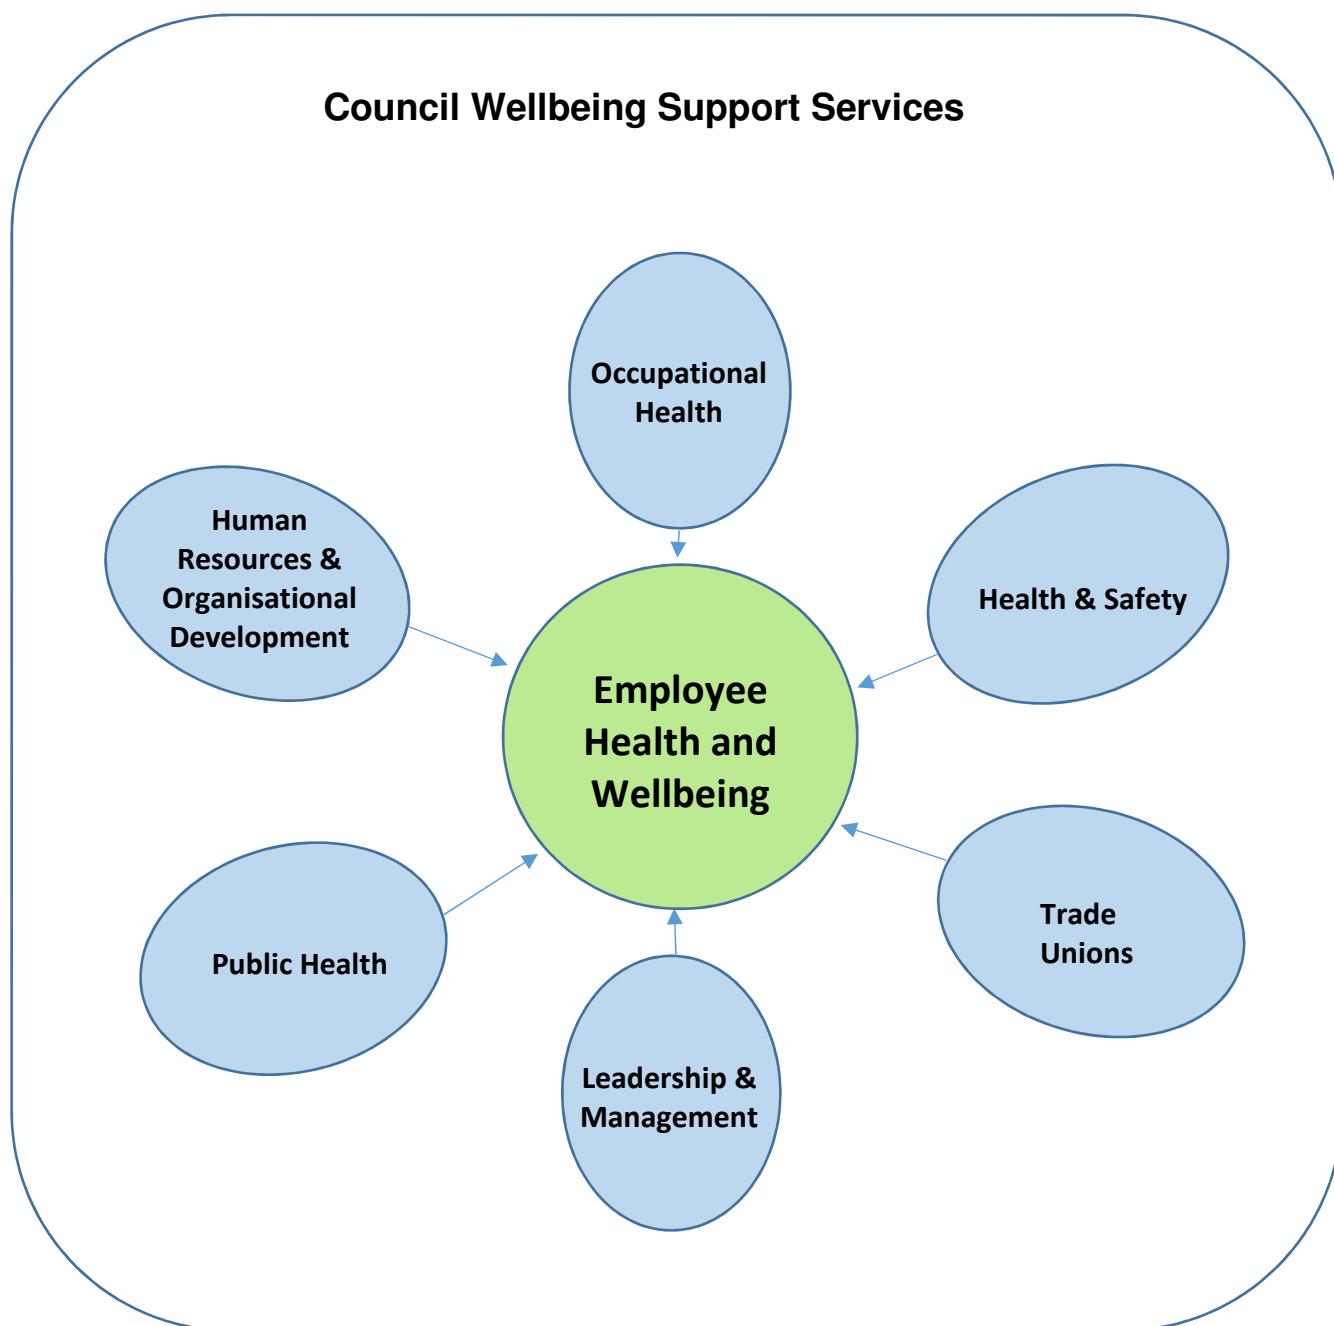 Council Wellbeing Support Services
Occupational
Health
Human
Resources &
Organisational
Development
Health & Safety
Employee
Health and
Wellbeing
Public Health
Trade
Unions
Leadership &
Management